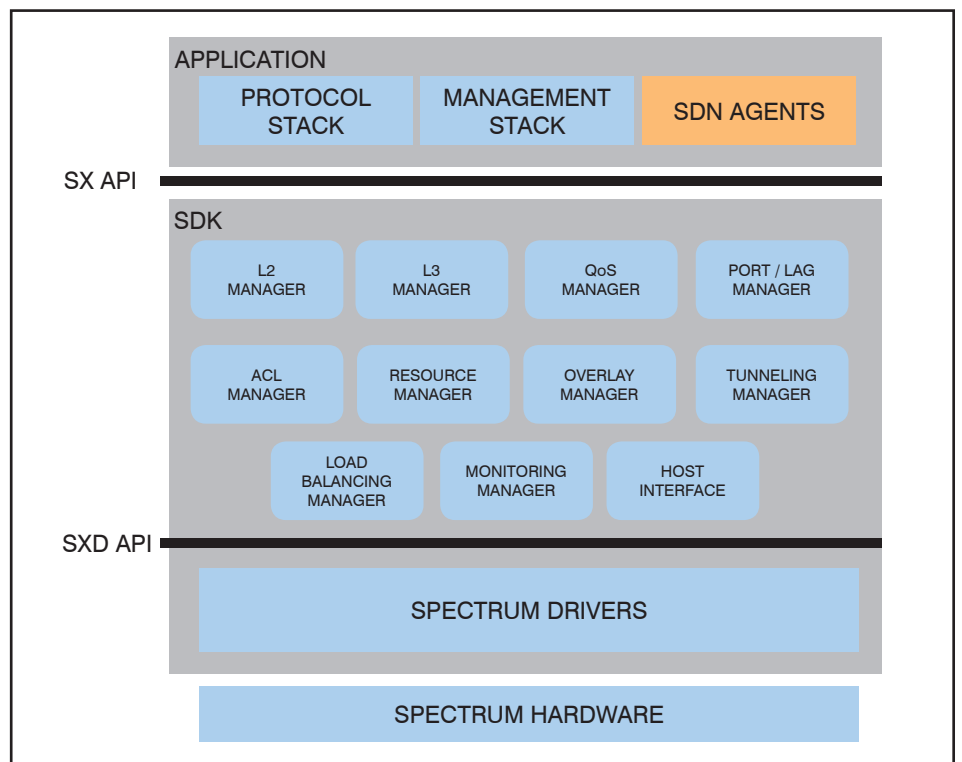 APPLICATION
PROTOCOL
STACK
MANAGEMENT
STACK
SDN AGENTS
SX API
SDK
L2
MANAGER
L3
MANAGER
QoS
MANAGER
PORT / LAG
MANAGER
ACL
MANAGER
RESOURCE
MANAGER
OVERLAY
MANAGER
TUNNELING
MANAGER
LOAD
BALANCING
MANAGER
MONITORING
MANAGER
HOST
INTERFACE
SXD API
SPECTRUM DRIVERS
SPECTRUM HARDWARE